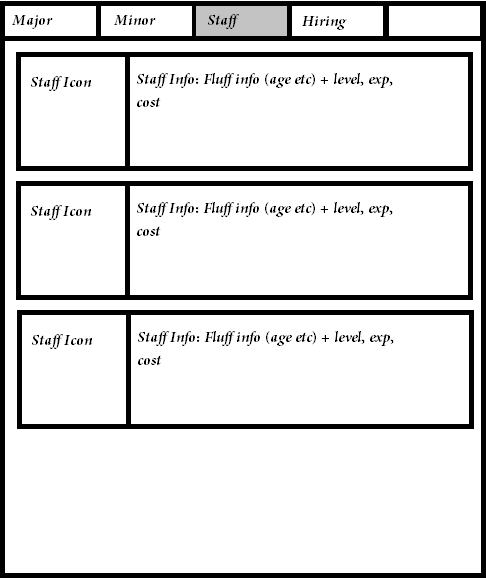 Major Minor Staff Hiring
Staff Icon
Staff Info: Fluff info (age etc) + level, exp,
cost
Staff Icon
Staff Info: Fluff info (age etc) + level, exp,
cost
Staff Icon
Staff Info: Fluff info (age etc) + level, exp,
cost